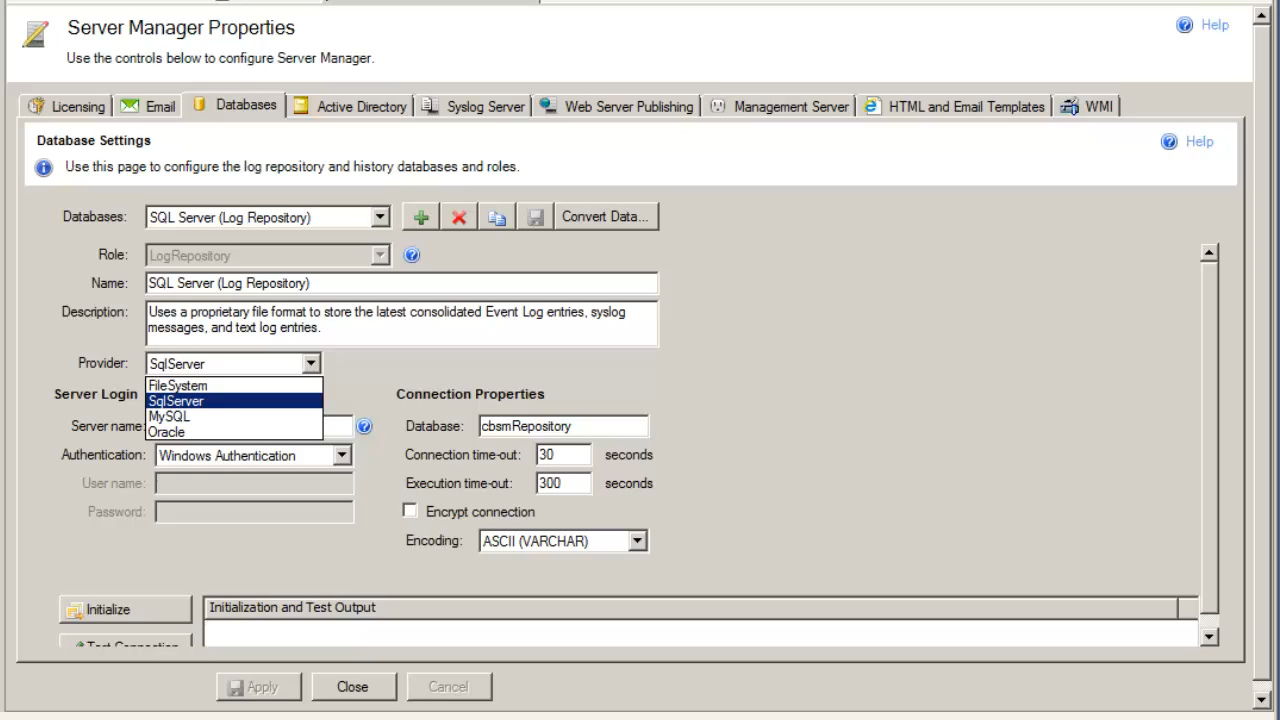 Server Manager Properties
Help
Use the controls below to configure Server Manager.
Licensing
Email
Databases
Active Directory
Syslog Server
Web Server Publishing
Management Server
HTML and Email Templates
WMI
Database Settings
Help
Use this page to configure the log repository and history databases and roles.
Databases: SQL Server (Log Repository) Convert Data...
Role: LogRepository
Name: SQL Server (Log Repository)
Description: Uses a proprietary file format to store the latest consolidated Event Log entries, syslog
messages, and text log entries.
Provider: SqlServer
FileSystem
SqlServer
MySQL
Oracle
Server Login
Server name:
Authentication: Windows Authentication
User name:
Password:
Connection Properties
Database: cbsmRepository
Connection time-out: 30 seconds
Execution time-out: 300 seconds
Encrypt connection
Encoding: ASCII (VARCHAR)
Initialize
Initialization and Test Output
Test Connection
Apply
Close
Cancel